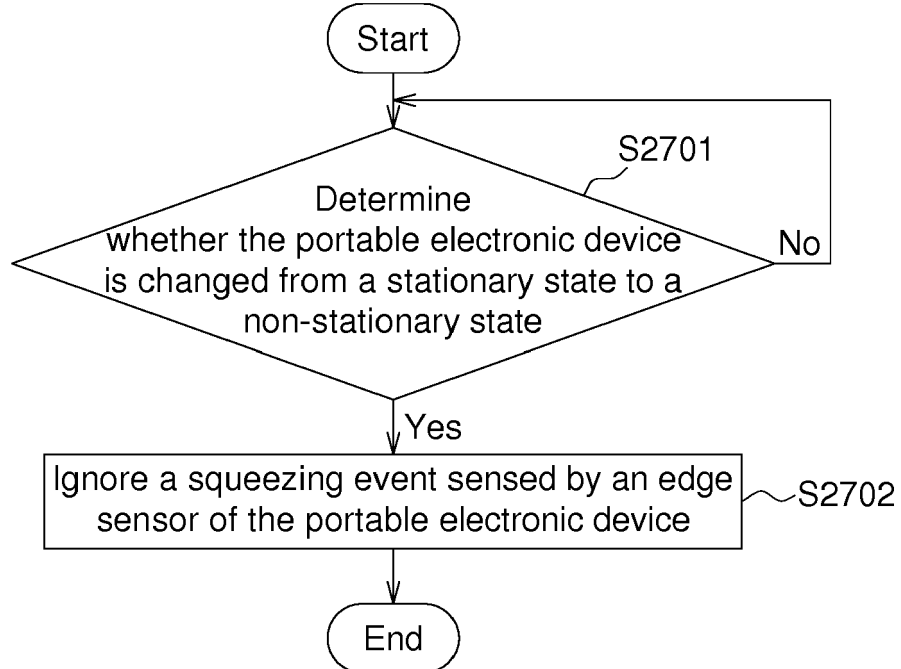 Start
S2701
Determine
whether the portable electronic device
is changed from a stationary state to a
non-stationary state
No
Yes
Ignore a squeezing event sensed by an edge
sensor of the portable electronic device
S2702
End